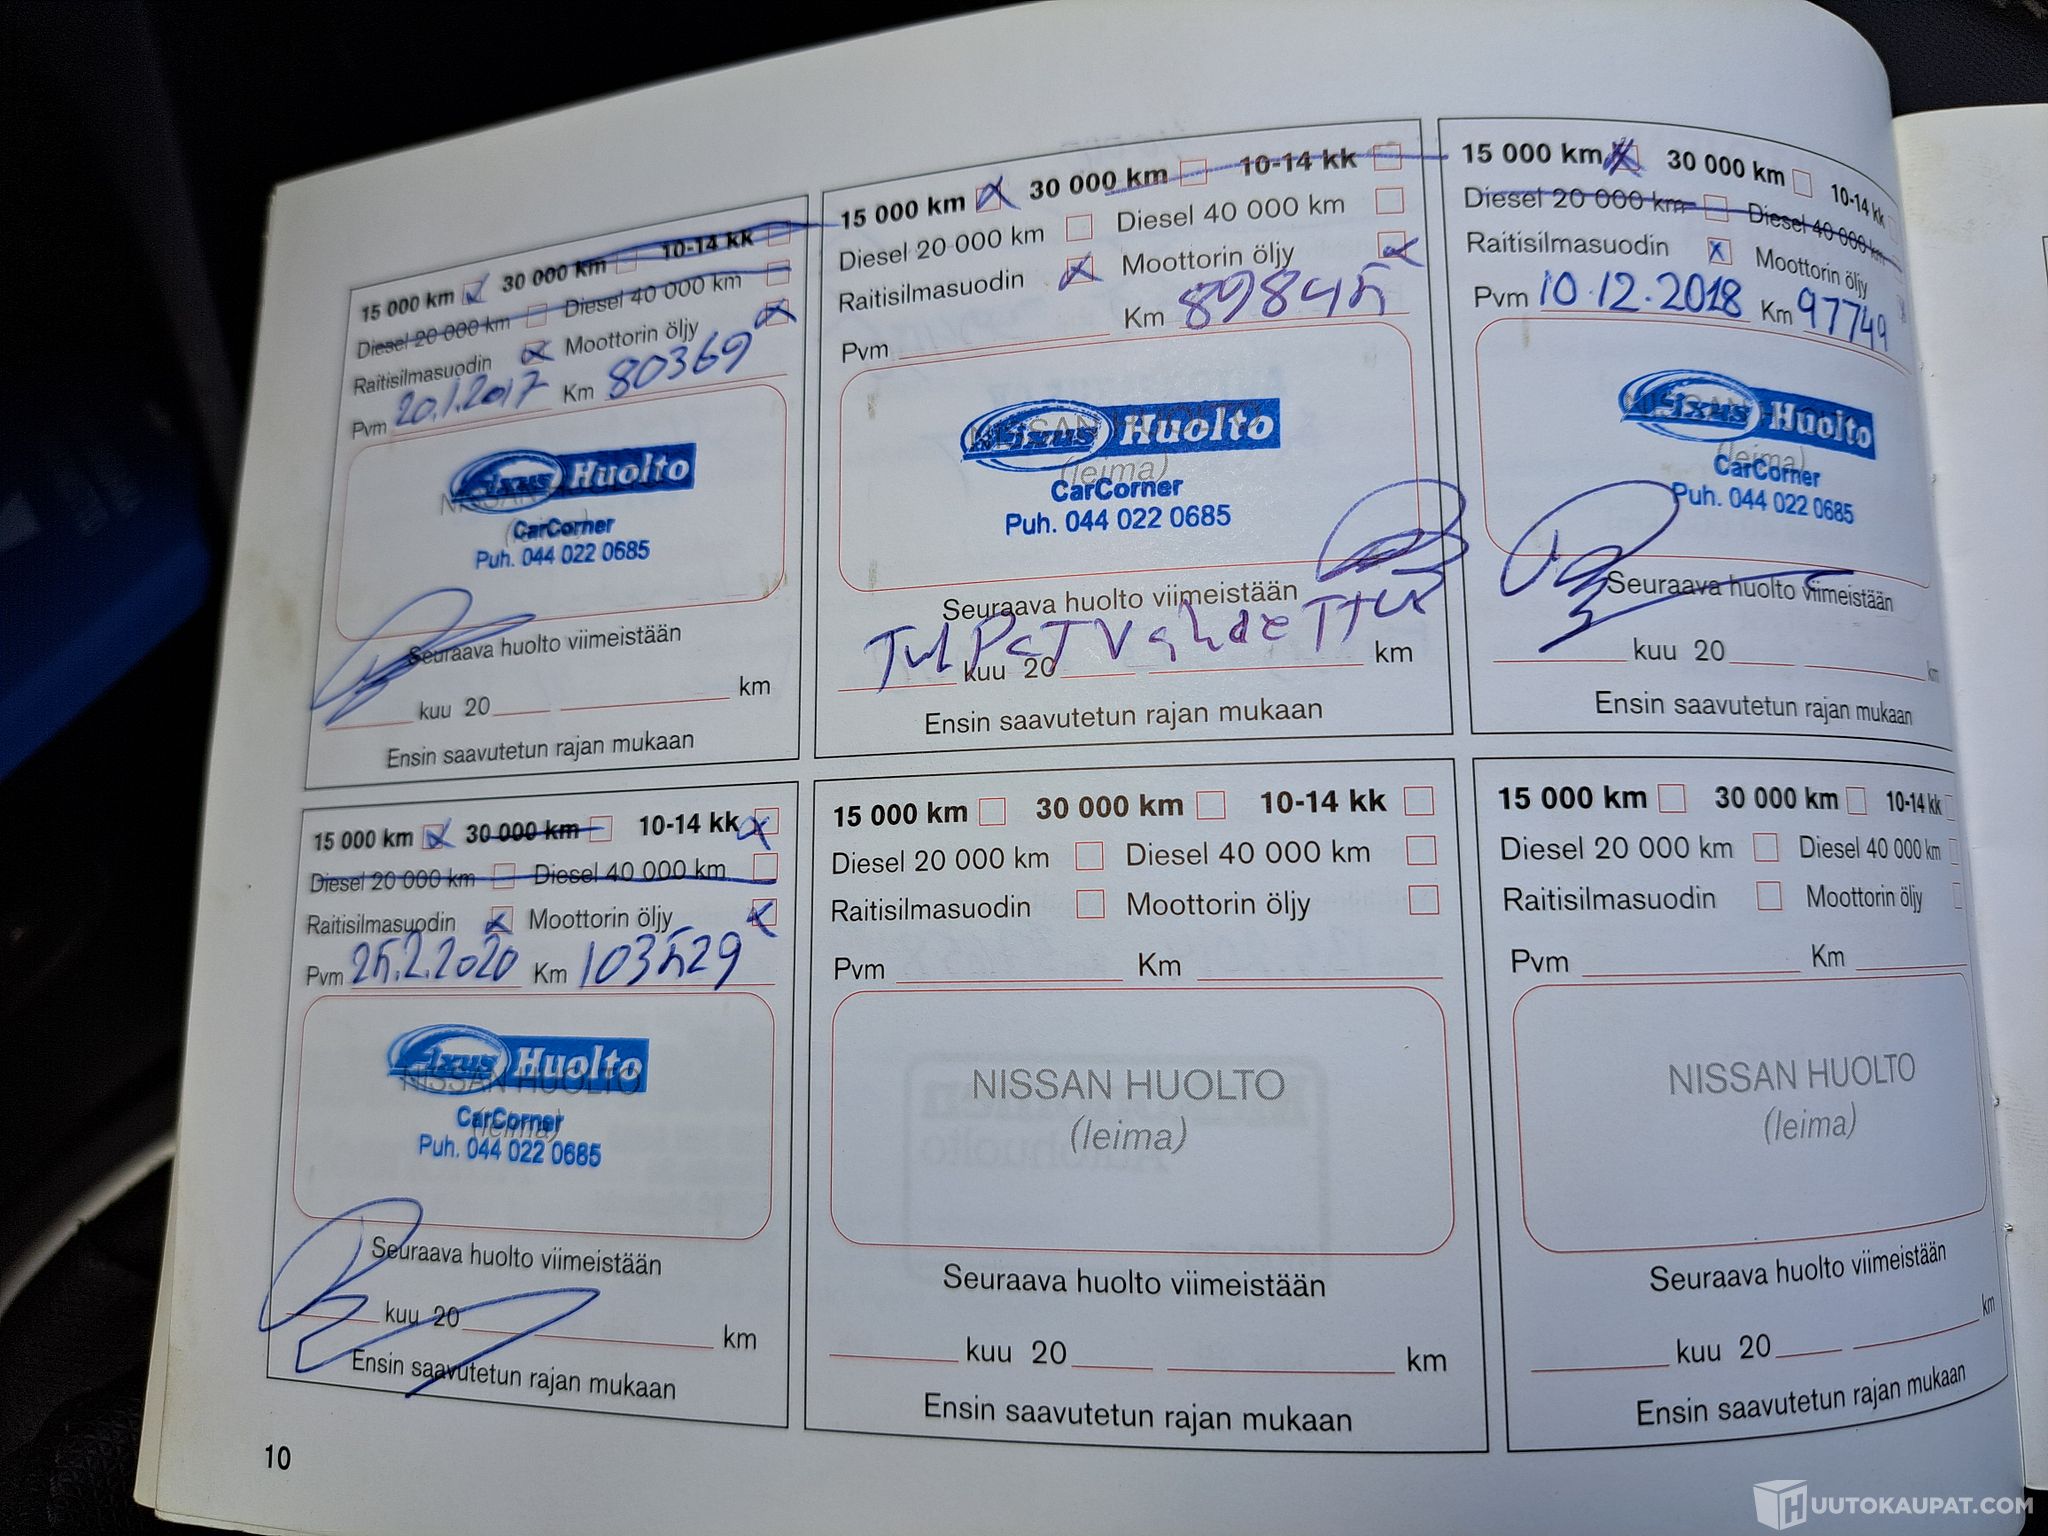 15 000 km 30 000 km 10-14 kk
Diesel 20 000 km Diesel 40 000 km
Raitisilmasuodin Moottorin öljy
Pvm 20.1.2017 Km 80369
Fixus Huolto
NISSAN
CarCorner
Puh. 044 022 0685
Seuraava huolto viimeistään
kuu 20 km
Ensin saavutetun rajan mukaan
15 000 km 30 000 km 10-14 kk
Diesel 20 000 km Diesel 40 000 km
Raitisilmasuodin Moottorin öljy
Pvm Km 89845
Fixus Huolto
NISSAN HUOLTO
(leima)
CarCorner
Puh. 044 022 0685
Seuraava huolto viimeistään
TulPaT VahdeTTu
kuu 20 km
Ensin saavutetun rajan mukaan
15 000 km 30 000 km 10-14 kk
Diesel 20 000 km Diesel 40 000 km
Raitisilmasuodin Moottorin öljy
Pvm 10.12.2018 Km 97749
Fixus Huolto
NISSAN
(leima)
CarCorner
Puh. 044 022 0685
Seuraava huolto viimeistään
kuu 20 km
Ensin saavutetun rajan mukaan
15 000 km 30 000 km 10-14 kk
Diesel 20 000 km Diesel 40 000 km
Raitisilmasuodin Moottorin öljy
Pvm 25.2.2020 Km 103529
Fixus Huolto
NISSAN HUOLTO
(leima)
CarCorner
Puh. 044 022 0685
Seuraava huolto viimeistään
kuu 20 km
Ensin saavutetun rajan mukaan
15 000 km 30 000 km 10-14 kk
Diesel 20 000 km Diesel 40 000 km
Raitisilmasuodin Moottorin öljy
Pvm Km
NISSAN HUOLTO
(leima)
Seuraava huolto viimeistään
kuu 20 km
Ensin saavutetun rajan mukaan
15 000 km 30 000 km 10-14 kk
Diesel 20 000 km Diesel 40 000 km
Raitisilmasuodin Moottorin öljy
Pvm Km
NISSAN HUOLTO
(leima)
Seuraava huolto viimeistään
kuu 20 km
Ensin saavutetun rajan mukaan
10
HUUTOKAUPAT.COM